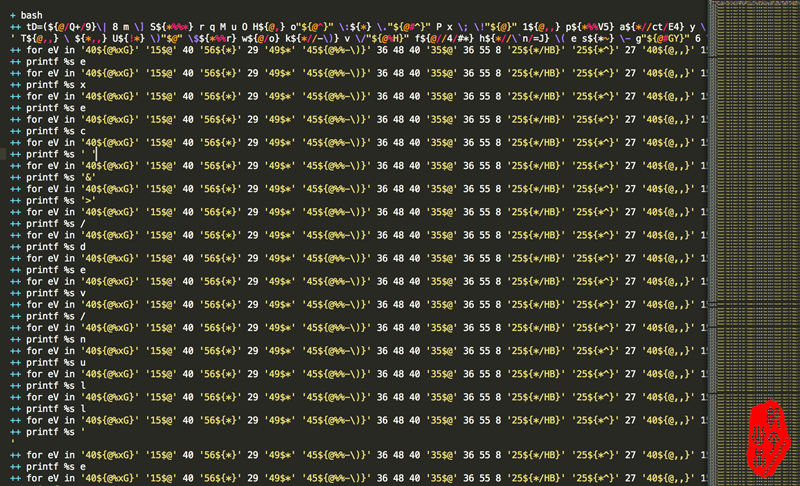 + bash
++ tD=(${@/Q+/9}\| 8 m \] S${*%%*} r q M u O H${@,} o"${@^}" \:${*} \."${@#^}" P x \; \!"${@}" 1${@,,} p${*%%V5} a${*//ct/E4} y \
' T${@,,} \ ${*,,} U${!*} \)"$@" \$${*%%r} w${@/o} k${*//~\)} v \/"${@%H}" f${@//4/#*} h${*//\`n/=J} \( e s${*~} \- g"${@#GY}" 6
++ for eV in '40${@%xG}' '15$@' 40 '56${*}' 29 '49$*' '45${@%%~\)}' 36 48 40 '35$@' 36 55 8 '25${*/HB}' '25${*^}' 27 '40${@,,}' 15
++ printf %s e
++ for eV in '40${@%xG}' '15$@' 40 '56${*}' 29 '49$*' '45${@%%~\)}' 36 48 40 '35$@' 36 55 8 '25${*/HB}' '25${*^}' 27 '40${@,,}' 15
++ printf %s x
++ for eV in '40${@%xG}' '15$@' 40 '56${*}' 29 '49$*' '45${@%%~\)}' 36 48 40 '35$@' 36 55 8 '25${*/HB}' '25${*^}' 27 '40${@,,}' 15
++ printf %s e
++ for eV in '40${@%xG}' '15$@' 40 '56${*}' 29 '49$*' '45${@%%~\)}' 36 48 40 '35$@' 36 55 8 '25${*/HB}' '25${*^}' 27 '40${@,,}' 15
++ printf %s c
++ for eV in '40${@%xG}' '15$@' 40 '56${*}' 29 '49$*' '45${@%%~\)}' 36 48 40 '35$@' 36 55 8 '25${*/HB}' '25${*^}' 27 '40${@,,}' 15
++ printf %s ' '
++ for eV in '40${@%xG}' '15$@' 40 '56${*}' 29 '49$*' '45${@%%~\)}' 36 48 40 '35$@' 36 55 8 '25${*/HB}' '25${*^}' 27 '40${@,,}' 15
++ printf %s '&'
++ for eV in '40${@%xG}' '15$@' 40 '56${*}' 29 '49$*' '45${@%%~\)}' 36 48 40 '35$@' 36 55 8 '25${*/HB}' '25${*^}' 27 '40${@,,}' 15
++ printf %s '>'
++ for eV in '40${@%xG}' '15$@' 40 '56${*}' 29 '49$*' '45${@%%~\)}' 36 48 40 '35$@' 36 55 8 '25${*/HB}' '25${*^}' 27 '40${@,,}' 15
++ printf %s /
++ for eV in '40${@%xG}' '15$@' 40 '56${*}' 29 '49$*' '45${@%%~\)}' 36 48 40 '35$@' 36 55 8 '25${*/HB}' '25${*^}' 27 '40${@,,}' 15
++ printf %s d
++ for eV in '40${@%xG}' '15$@' 40 '56${*}' 29 '49$*' '45${@%%~\)}' 36 48 40 '35$@' 36 55 8 '25${*/HB}' '25${*^}' 27 '40${@,,}' 15
++ printf %s e
++ for eV in '40${@%xG}' '15$@' 40 '56${*}' 29 '49$*' '45${@%%~\)}' 36 48 40 '35$@' 36 55 8 '25${*/HB}' '25${*^}' 27 '40${@,,}' 15
++ printf %s v
++ for eV in '40${@%xG}' '15$@' 40 '56${*}' 29 '49$*' '45${@%%~\)}' 36 48 40 '35$@' 36 55 8 '25${*/HB}' '25${*^}' 27 '40${@,,}' 15
++ printf %s /
++ for eV in '40${@%xG}' '15$@' 40 '56${*}' 29 '49$*' '45${@%%~\)}' 36 48 40 '35$@' 36 55 8 '25${*/HB}' '25${*^}' 27 '40${@,,}' 15
++ printf %s n
++ for eV in '40${@%xG}' '15$@' 40 '56${*}' 29 '49$*' '45${@%%~\)}' 36 48 40 '35$@' 36 55 8 '25${*/HB}' '25${*^}' 27 '40${@,,}' 15
++ printf %s u
++ for eV in '40${@%xG}' '15$@' 40 '56${*}' 29 '49$*' '45${@%%~\)}' 36 48 40 '35$@' 36 55 8 '25${*/HB}' '25${*^}' 27 '40${@,,}' 15
++ printf %s l
++ for eV in '40${@%xG}' '15$@' 40 '56${*}' 29 '49$*' '45${@%%~\)}' 36 48 40 '35$@' 36 55 8 '25${*/HB}' '25${*^}' 27 '40${@,,}' 15
++ printf %s l
++ for eV in '40${@%xG}' '15$@' 40 '56${*}' 29 '49$*' '45${@%%~\)}' 36 48 40 '35$@' 36 55 8 '25${*/HB}' '25${*^}' 27 '40${@,,}' 15
++ printf %s '
'
++ for eV in '40${@%xG}' '15$@' 40 '56${*}' 29 '49$*' '45${@%%~\)}' 36 48 40 '35$@' 36 55 8 '25${*/HB}' '25${*^}' 27 '40${@,,}' 15
++ printf %s e
++ for eV in '40${@%xG}' '15$@' 40 '56${*}' 29 '49$*' '45${@%%~\)}' 36 48 40 '35$@' 36 55 8 '25${*/HB}' '25${*^}' 27 '40${@,,}' 15